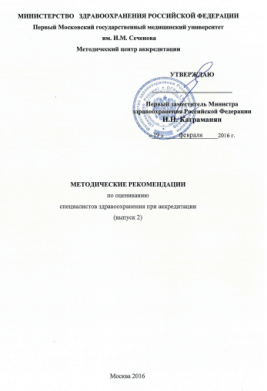 МИНИСТЕРСТВО ЗДРАВООХРАНЕНИЯ РОССИЙСКОЙ ФЕДЕРАЦИИ
Первый Московский государственный медицинский университет
им. И.М. Сеченова
Методический центр аккредитации
УТВЕРЖДАЮ
Первый заместитель Министра
здравоохранения Российской Федерации
И.Н. Каграманян
февраля 2016 г.
МЕТОДИЧЕСКИЕ РЕКОМЕНДАЦИИ
по оцениванию
специалистов здравоохранения при аккредитации
(выпуск 2)
Москва 2016